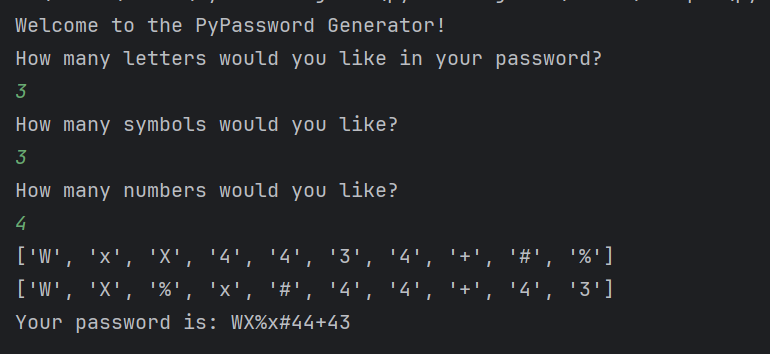 Welcome to the PyPassword Generator!
How many letters would you like in your password?
3
How many symbols would you like?
3
How many numbers would you like?
4
['W', 'x', 'X', '4', '4', '3', '4', '+', '#', '%']
['W', 'X', '%', 'x', '#', '4', '4', '+', '4', '3']
Your password is: WX%x#44+43